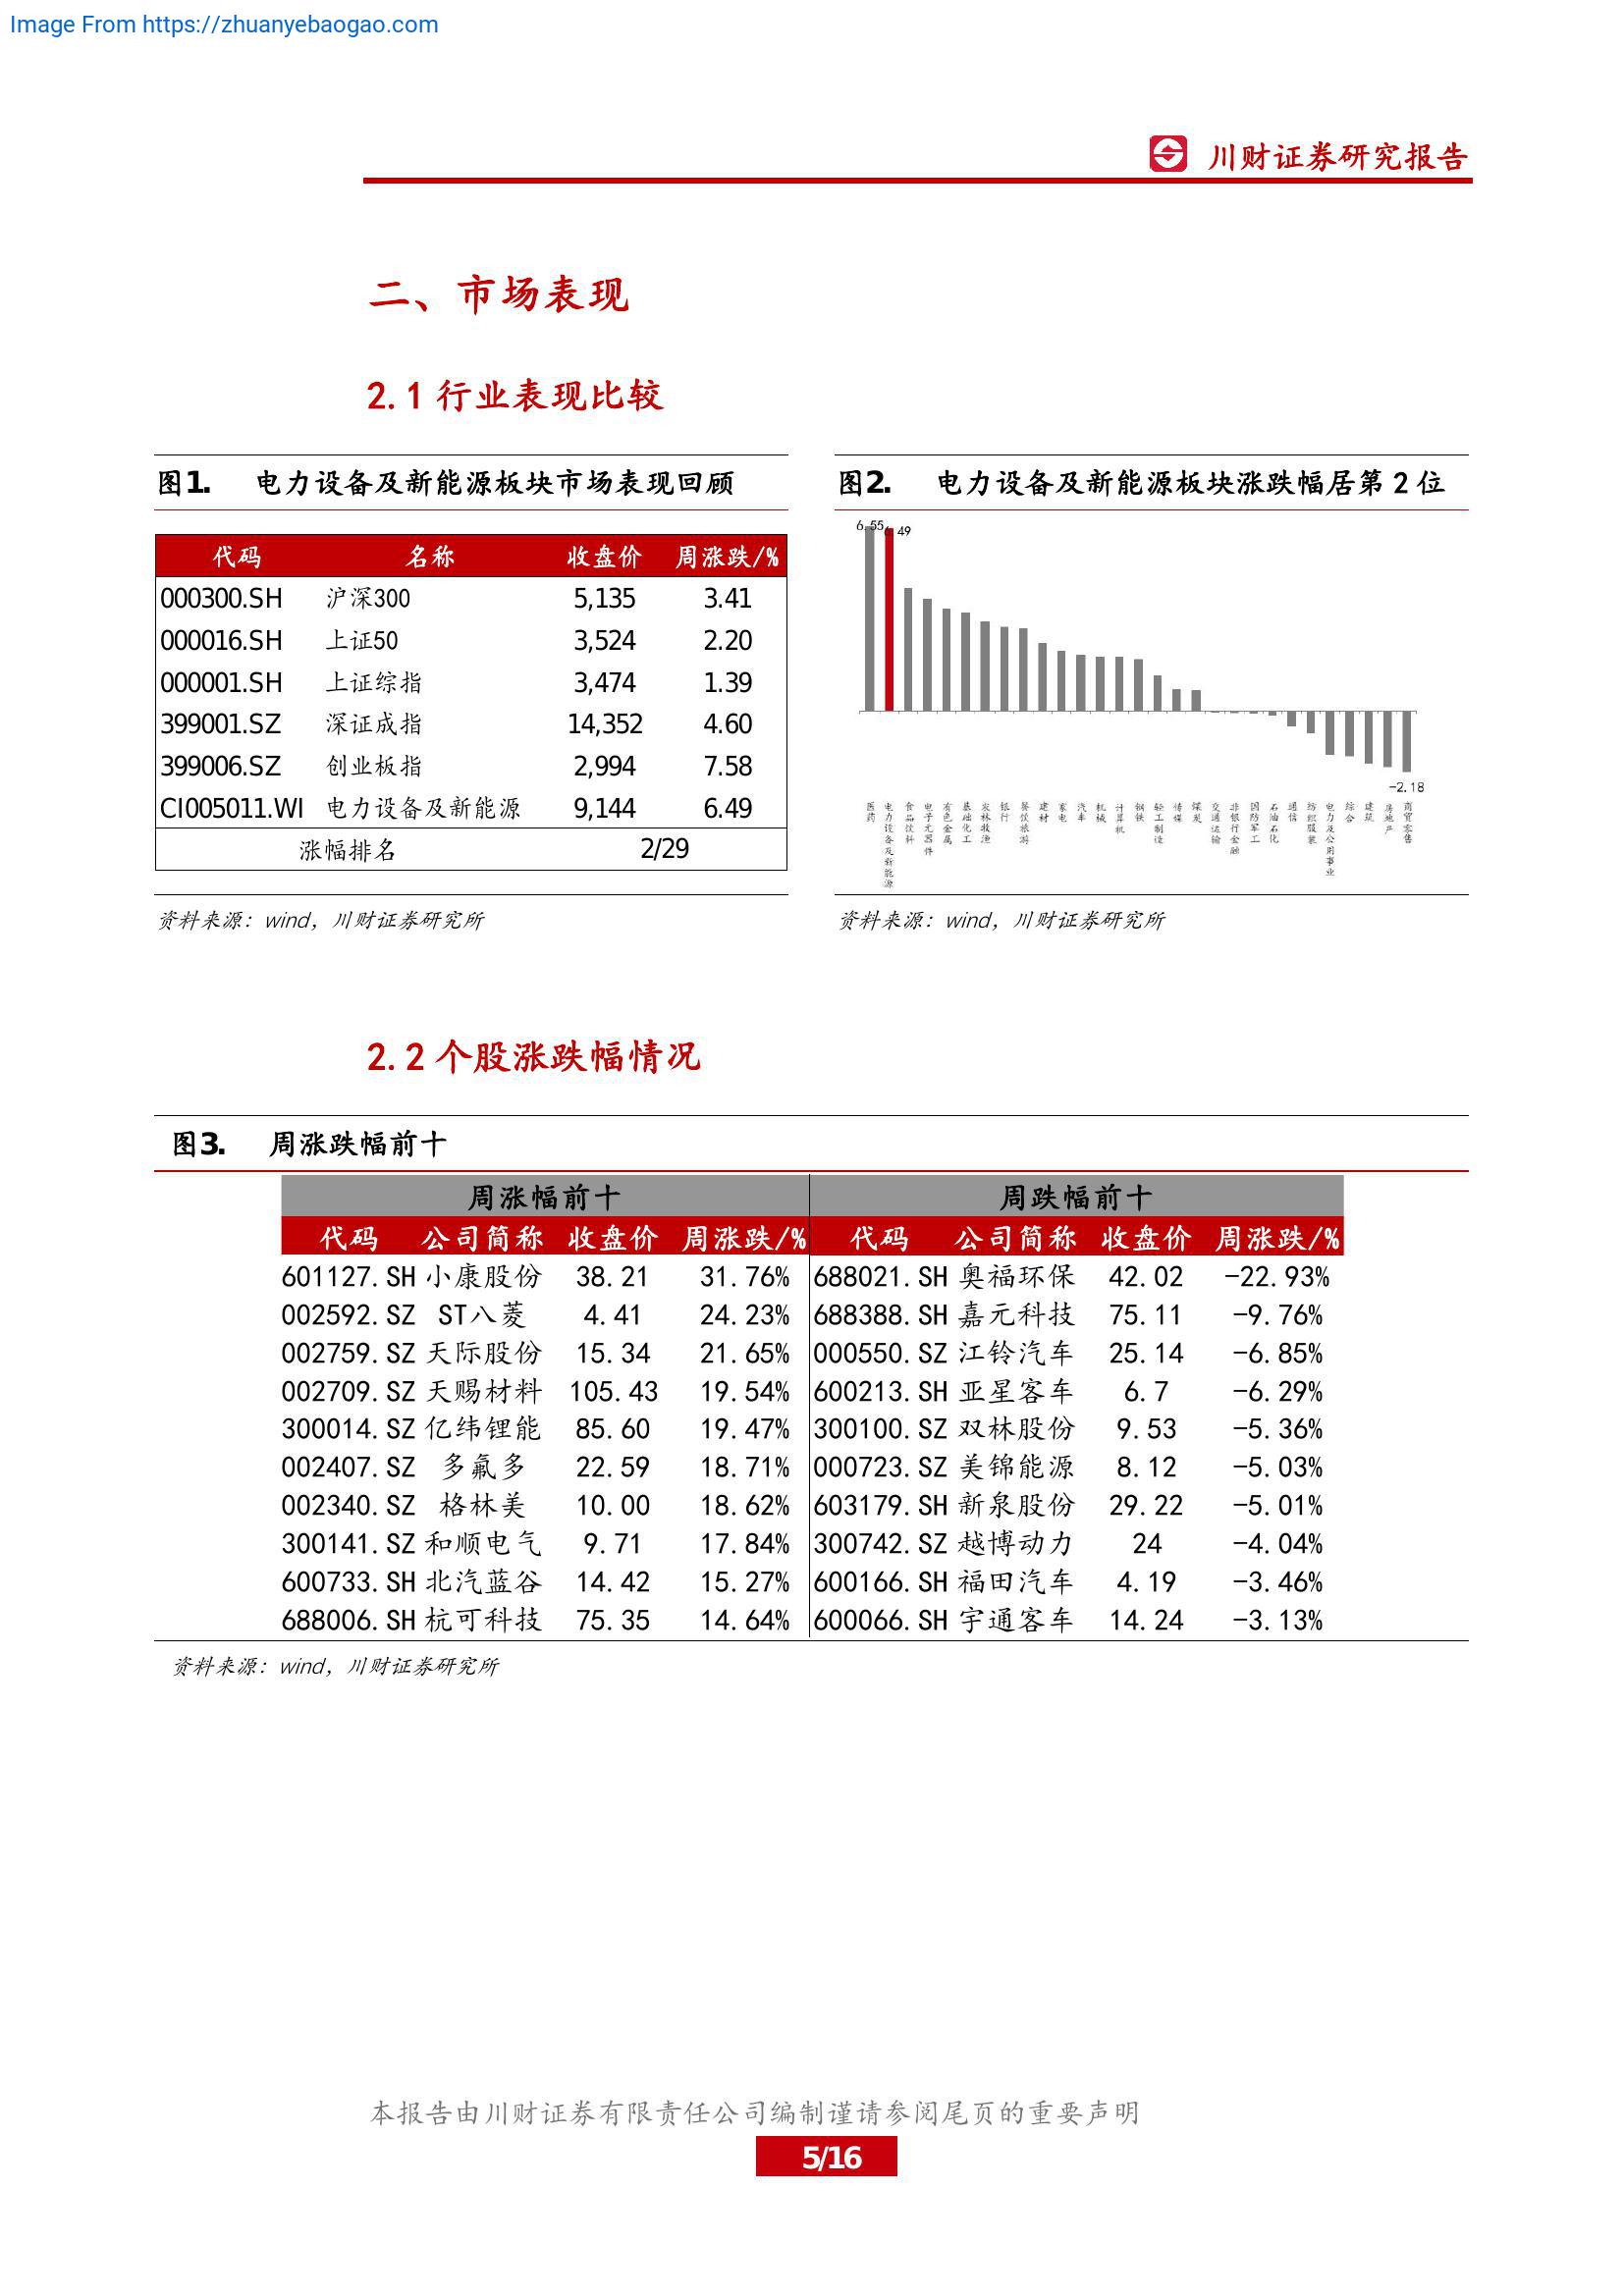 Image From https://zhuanyebaogao.com
川财证券研究报告
二、市场表现
2.1 行业表现比较
图1. 电力设备及新能源板块市场表现回顾
代码 名称 收盘价 周涨跌/%
000300.SH 沪深300 5,135 3.41
000016.SH 上证50 3,524 2.20
000001.SH 上证综指 3,474 1.39
399001.SZ 深证成指 14,352 4.60
399006.SZ 创业板指 2,994 7.58
CI005011.WI 电力设备及新能源 9,144 6.49
涨幅排名 2/29
资料来源：wind，川财证券研究所
图2. 电力设备及新能源板块涨跌幅居第 2 位
6.55
6.49
-2.18
医药
电力设备及新能源
食品饮料
电子元器件
有色金属
基础化工
农林牧渔
银行
餐饮旅游
建材
家电
汽车
机械
计算机
钢铁
轻工制造
传媒
煤炭
交通运输
非银行金融
国防军工
石油石化
通信
纺织服装
电力及公用事业
综合
建筑
房地产
商贸零售
资料来源：wind，川财证券研究所
2.2 个股涨跌幅情况
图3. 周涨跌幅前十
周涨幅前十 周跌幅前十
代码 公司简称 收盘价 周涨跌/% 代码 公司简称 收盘价 周涨跌/%
601127.SH 小康股份 38.21 31.76% 688021.SH 奥福环保 42.02 -22.93%
002592.SZ ST八菱 4.41 24.23% 688388.SH 嘉元科技 75.11 -9.76%
002759.SZ 天际股份 15.34 21.65% 000550.SZ 江铃汽车 25.14 -6.85%
002709.SZ 天赐材料 105.43 19.54% 600213.SH 亚星客车 6.7 -6.29%
300014.SZ 亿纬锂能 85.60 19.47% 300100.SZ 双林股份 9.53 -5.36%
002407.SZ 多氟多 22.59 18.71% 000723.SZ 美锦能源 8.12 -5.03%
002340.SZ 格林美 10.00 18.62% 603179.SH 新泉股份 29.22 -5.01%
300141.SZ 和顺电气 9.71 17.84% 300742.SZ 越博动力 24 -4.04%
600733.SH 北汽蓝谷 14.42 15.27% 600166.SH 福田汽车 4.19 -3.46%
688006.SH 杭可科技 75.35 14.64% 600066.SH 宇通客车 14.24 -3.13%
资料来源：wind，川财证券研究所
本报告由川财证券有限责任公司编制谨请参阅尾页的重要声明
5/16